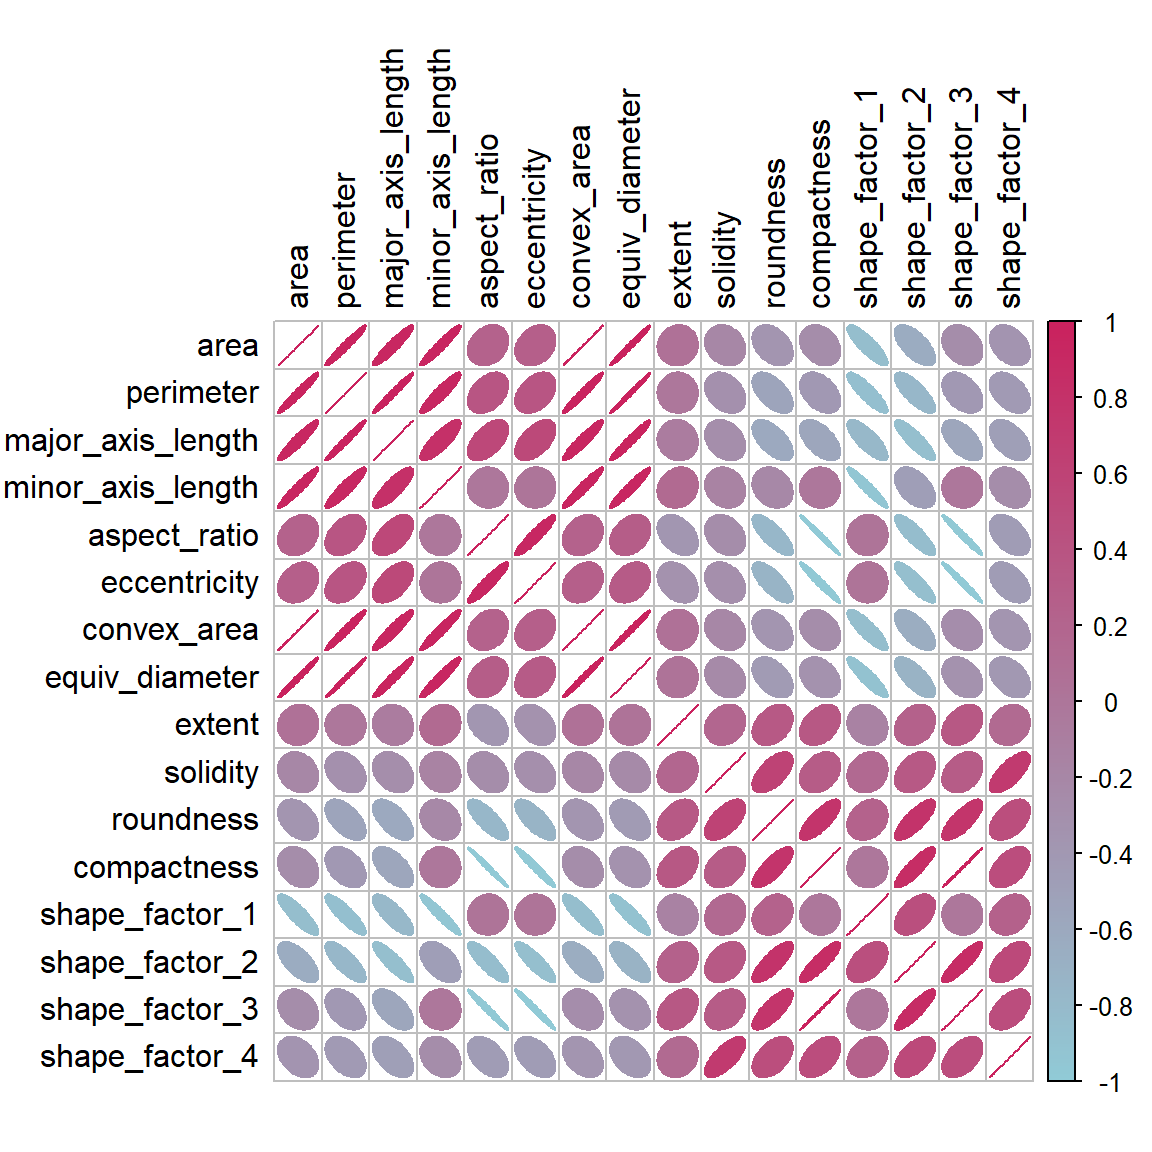 area
perimeter
major_axis_length
minor_axis_length
aspect_ratio
eccentricity
convex_area
equiv_diameter
extent
solidity
roundness
compactness
shape_factor_1
shape_factor_2
shape_factor_3
shape_factor_4
area
perimeter
major_axis_length
minor_axis_length
aspect_ratio
eccentricity
convex_area
equiv_diameter
extent
solidity
roundness
compactness
shape_factor_1
shape_factor_2
shape_factor_3
shape_factor_4
1
0.8
0.6
0.4
0.2
0
-0.2
-0.4
-0.6
-0.8
-1